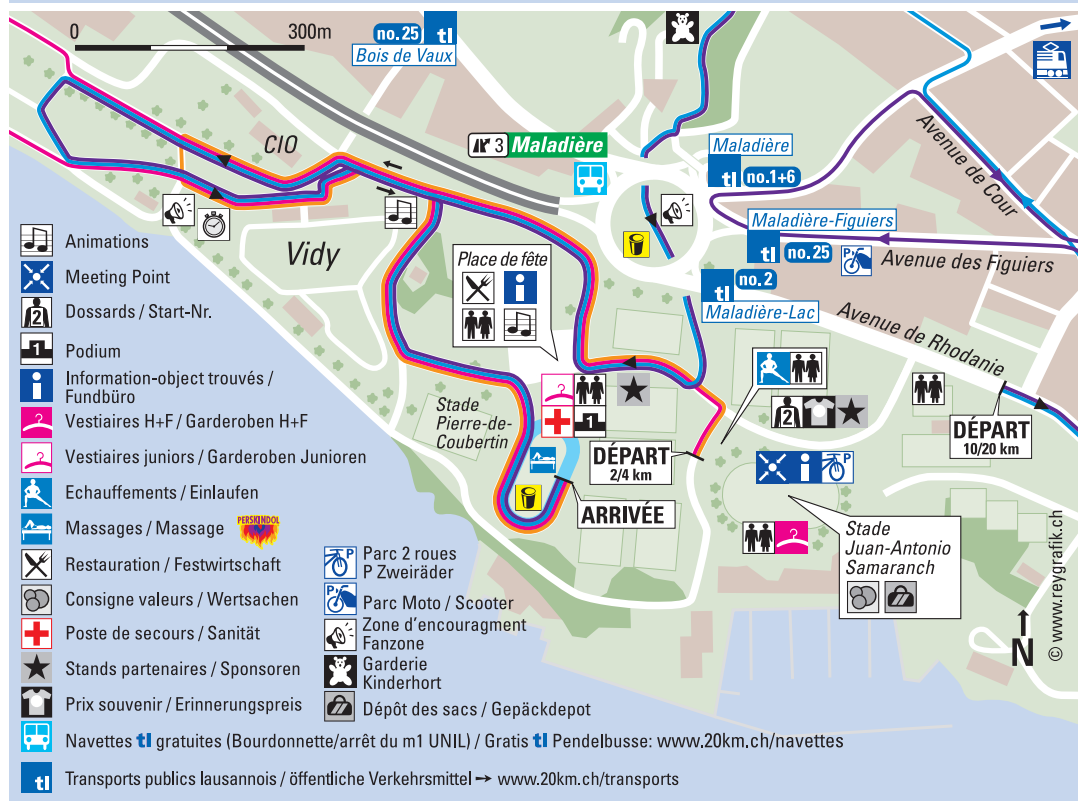 0
300m
no.25 tl
Bois de Vaux
CIO
3 Maladière
Maladière
tl no.1+6
Avenue de Cour
Maladière-Figuiers
tl no.25
P
Avenue des Figuiers
tl no.2
Maladière-Lac
Avenue de Rhodanie
Vidy
Place de fête
i
Stade
Pierre-de-
Coubertin
1
2
DÉPART
2/4 km
ARRIVÉE
DÉPART
10/20 km
i
P
Stade
Juan-Antonio
Samaranch
N
© www.reygrafik.ch
Animations
Meeting Point
2 Dossards / Start-Nr.
1 Podium
i Information-object trouvés /
Fundbüro
Vestiaires H+F / Garderoben H+F
Vestiaires juniors / Garderoben Junioren
Echauffements / Einlaufen
Massages / Massage PERSKINDOL
Restauration / Festwirtschaft
Consigne valeurs / Wertsachen
Poste de secours / Sanität
Stands partenaires / Sponsoren
Prix souvenir / Erinnerungspreis
P Parc 2 roues
P Zweiräder
P Parc Moto / Scooter
Zone d'encouragment
Fanzone
Garderie
Kinderhort
Dépôt des sacs / Gepäckdepot
Navettes tl gratuites (Bourdonnette/arrêt du m1 UNIL) / Gratis tl Pendelbusse: www.20km.ch/navettes
tl Transports publics lausannois / öffentliche Verkehrsmittel → www.20km.ch/transports